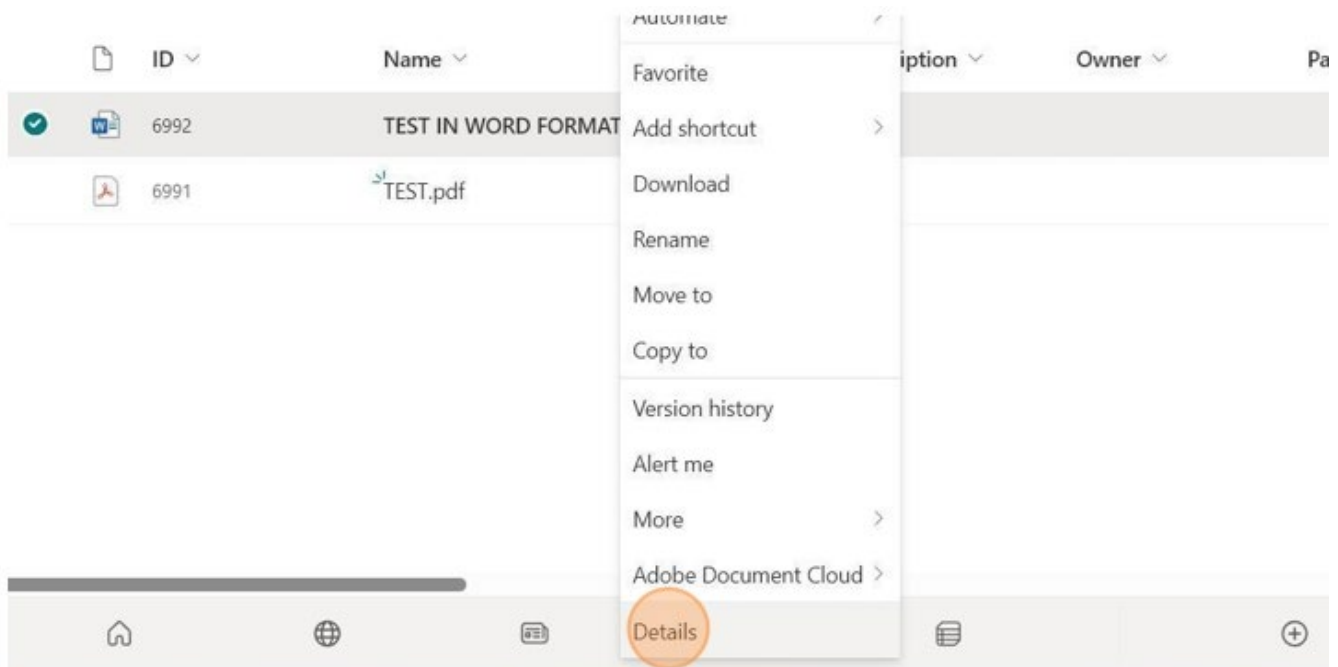 Automate
ID Name iption Owner Pa
Favorite
6992 TEST IN WORD FORMAT
Add shortcut
Download
6991 TEST.pdf
Rename
Move to
Copy to
Version history
Alert me
More
Adobe Document Cloud
Details